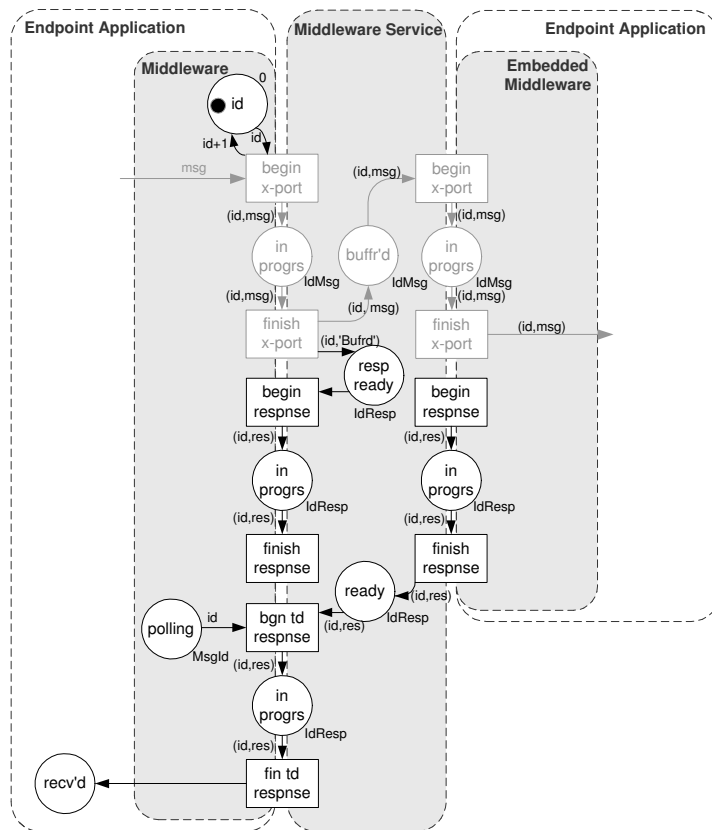 Endpoint Application
Middleware Service
Endpoint Application
Middleware
Embedded
Middleware
0
id
id+1
id
msg
begin
x-port
(id,msg)
begin
x-port
(id,msg)
(id,msg)
in
progrs
IdMsg
buffr'd
IdMsg
in
progrs
IdMsg
(id,msg)
(id, msg)
(id,msg)
finish
x-port
finish
x-port
(id,msg)
(id,'Bufrd')
resp
ready
IdResp
begin
respnse
begin
respnse
(id,res)
(id,res)
in
progrs
IdResp
in
progrs
IdResp
(id,res)
(id,res)
finish
respnse
finish
respnse
ready
IdResp
(id,res)
(id,res)
polling
MsgId
id
bgn td
respnse
(id,res)
in
progrs
IdResp
(id,res)
fin td
respnse
recv'd